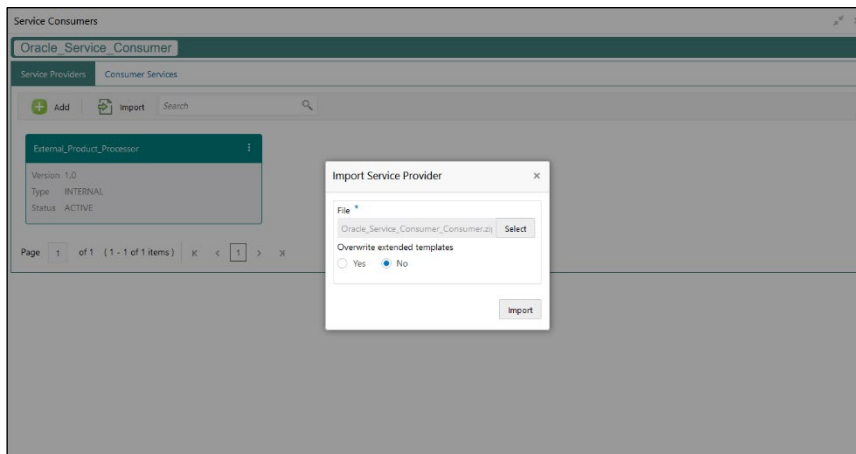 Service Consumers
Oracle_Service_Consumer
Service Providers Consumer Services
Add Import Search
External_Product_Processor
Version 1.0
Type INTERNAL
Status ACTIVE
Page 1 of 1 (1 - 1 of 1 items) 1
Import Service Provider
File *
Oracle_Service_Consumer_Consumer.zip Select
Overwrite extended templates
Yes No
Import